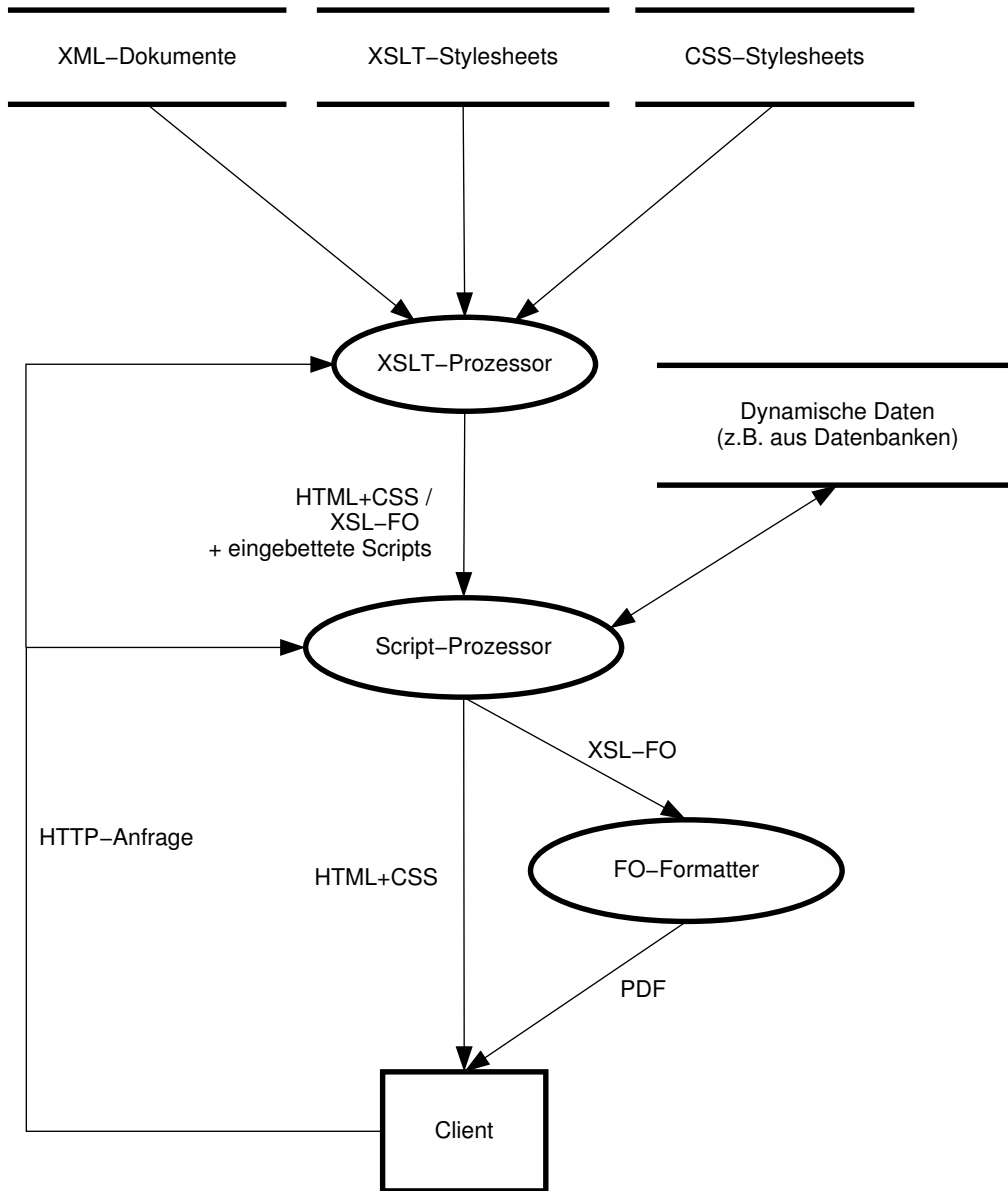 XML–Dokumente
XSLT–Stylesheets
CSS–Stylesheets
XSLT–Prozessor
Dynamische Daten
(z.B. aus Datenbanken)
HTML+CSS /
XSL–FO
+ eingebettete Scripts
Script–Prozessor
XSL–FO
HTTP–Anfrage
FO–Formatter
HTML+CSS
PDF
Client